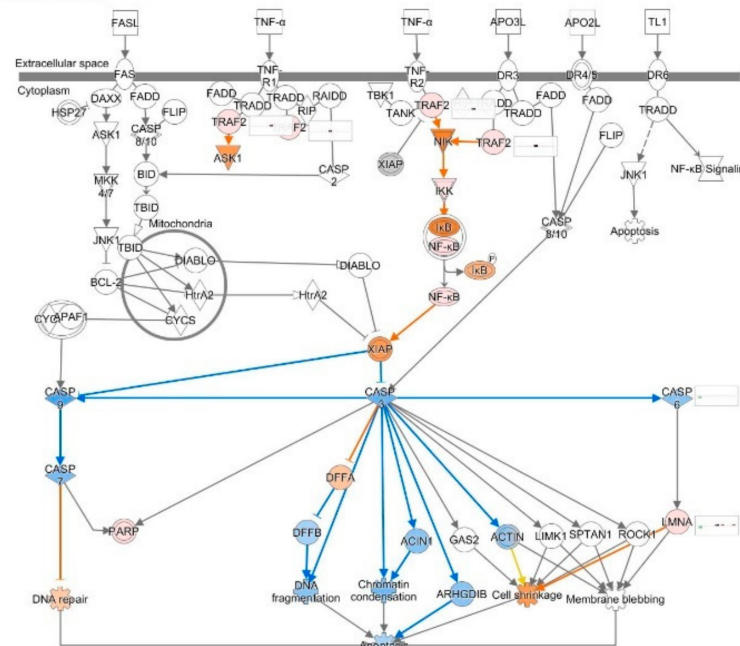 FASL
TNF-α
TNF-α
APO3L
APO2L
TL1
Extracellular space
Cytoplasm
FAS
TNF-
R1
TNF-
R2
DR3
DR4/5
DR6
HSP27
DAXX
FADD
FLIP
FADD
TRADD
TRADD
RIP
RAIDD
TBK1
TRAF2
TANK
TRADD
FADD
FADD
TRADD
ASK1
CASP
8/10
TRAF2
ASK1
CASP
2
XIAP
NIK
TRAF2
FLIP
MKK
4/7
BID
TBID
IKK
JNK1
NF-κB Signalin
CASP
8/10
Apoptosis
JNK1
TBID
Mitochondria
IκB
NF-κB
IκB
P
DIABLO
DIABLO
BCL-2
HtrA2
HtrA2
NF-κB
APAF1
CYCS
XIAP
CASP
9
CASP
3
CASP
6
CASP
7
DFFA
PARP
DFFB
ACIN1
GAS2
ACTIN
LIMK1
SPTAN1
ROCK1
LMNA
DNA repair
DNA
fragmentation
Chromatin
condensation
ARHGDIB
Cell shrinkage
Membrane blebbing
Apoptosis